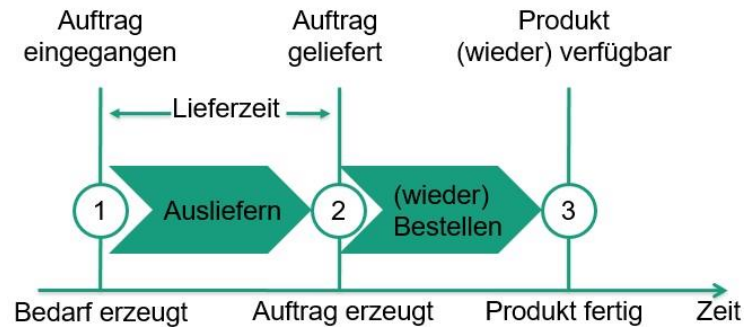 Auftrag
eingegangen
Auftrag
geliefert
Produkt
(wieder) verfügbar
Lieferzeit
1
Ausliefern
2
(wieder)
Bestellen
3
Bedarf erzeugt
Auftrag erzeugt
Produkt fertig
Zeit